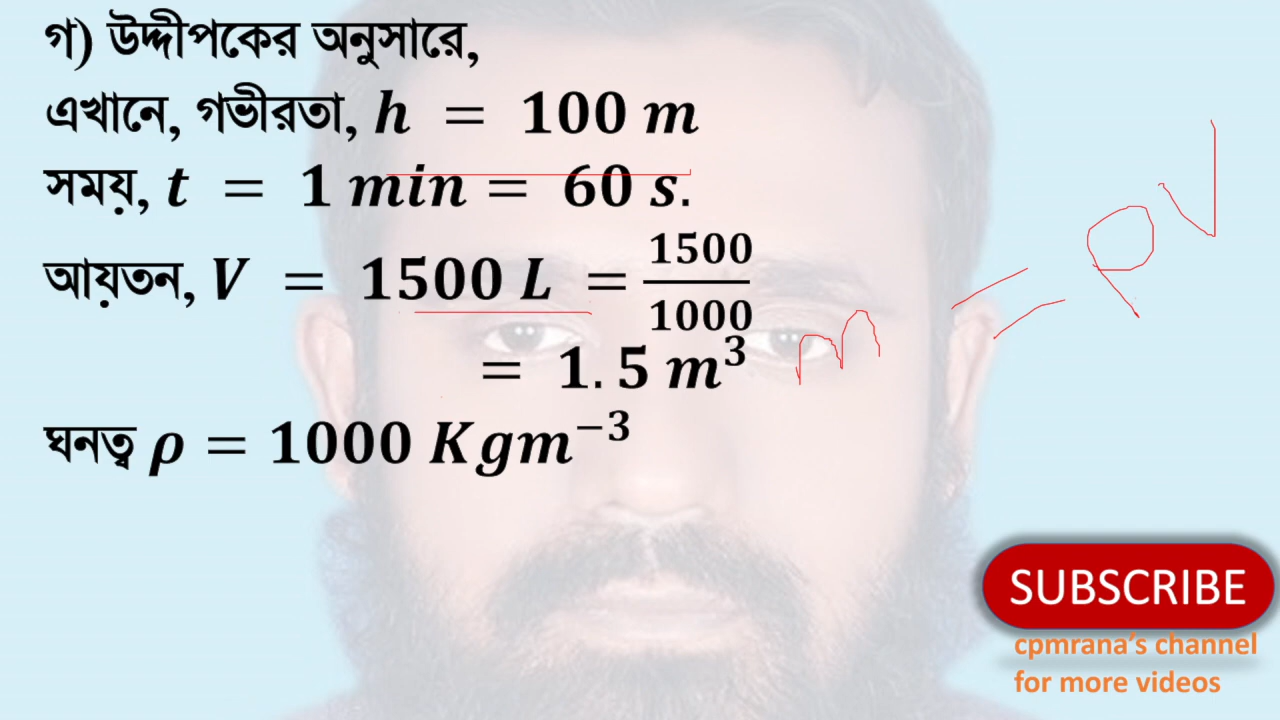 গ) উদ্দীপকের অনুসারে,
এখানে, গভীরতা, h = 100 m
সময়, t = 1 min = 60 s.
আয়তন, V = 1500 L = 1500/1000
= 1.5 m³
ঘনত্ব ρ = 1000 Kgm⁻³
m = ρV
SUBSCRIBE
cpmrana's channel
for more videos